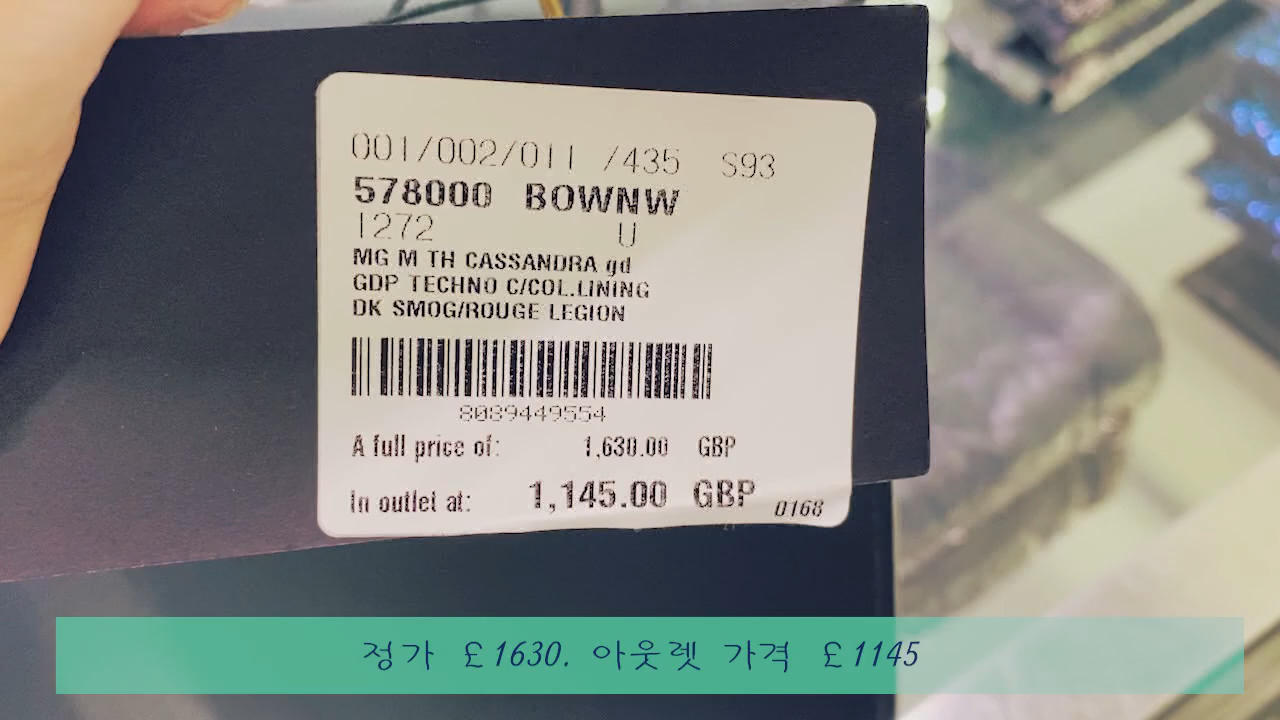 001/002/011 /435 S93
578000 BOWNW
1272 U
MG M TH CASSANDRA gd
GDP TECHNO C/COL.LINING
DK SMOG/ROUGE LEGION
8089449554
A full price of: 1,630.00 GBP
In outlet at: 1,145.00 GBP 0168
정가 £1630. 아웃렛 가격 £1145